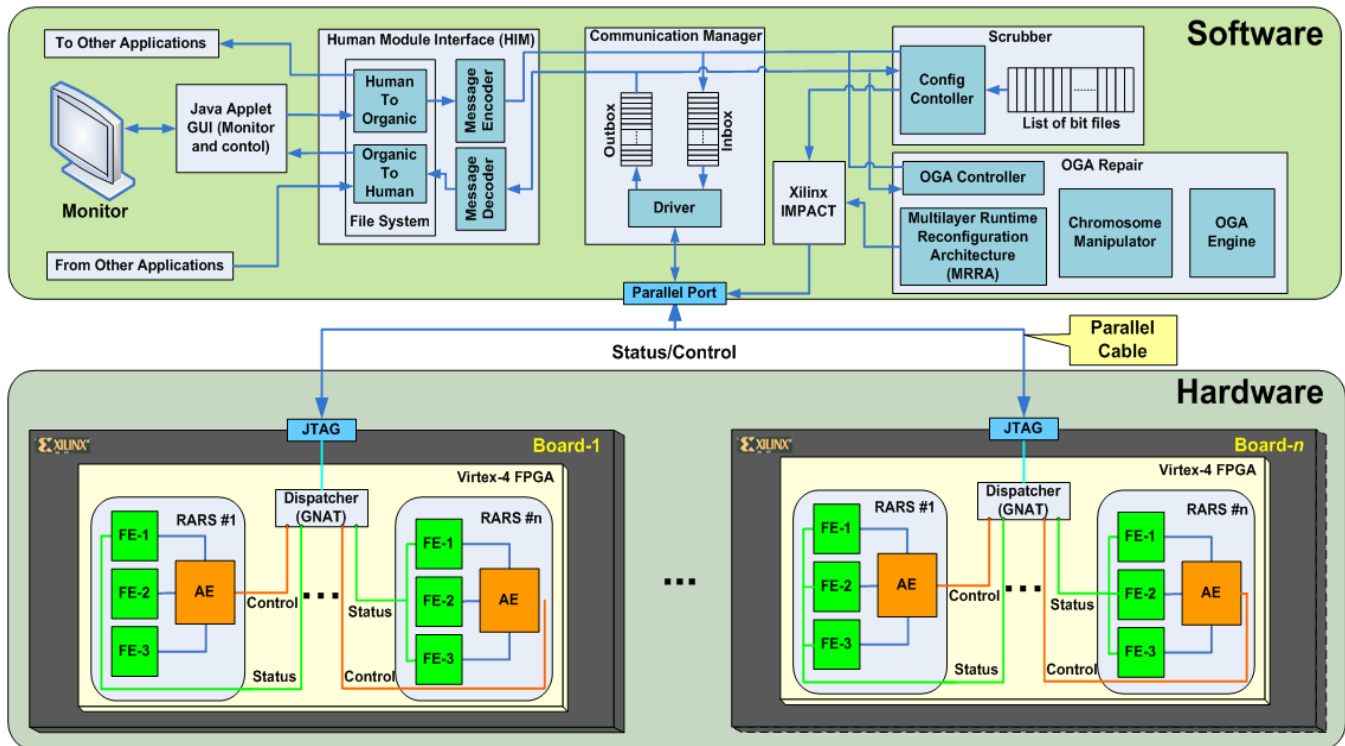 Software
To Other Applications
Monitor
Java Applet
GUI (Monitor
and contol)
From Other Applications
Human Module Interface (HIM)
Human
To
Organic
Organic
To
Human
File System
Message
Encoder
Message
Decoder
Communication Manager
Outbox
Inbox
Driver
Scrubber
Config
Contoller
List of bit files
Xilinx
IMPACT
OGA Repair
OGA Controller
Multilayer Runtime
Reconfiguration
Architecture
(MRRA)
Chromosome
Manipulator
OGA
Engine
Parallel Port
Status/Control
Parallel
Cable
Hardware
JTAG
XILINX
Board-1
Virtex-4 FPGA
Dispatcher
(GNAT)
RARS #1
FE-1
FE-2
FE-3
AE
Control
Status
Status
Control
RARS #n
FE-1
FE-2
FE-3
AE
JTAG
XILINX
Board-n
Virtex-4 FPGA
Dispatcher
(GNAT)
RARS #1
FE-1
FE-2
FE-3
AE
Control
Status
Status
Control
RARS #n
FE-1
FE-2
FE-3
AE